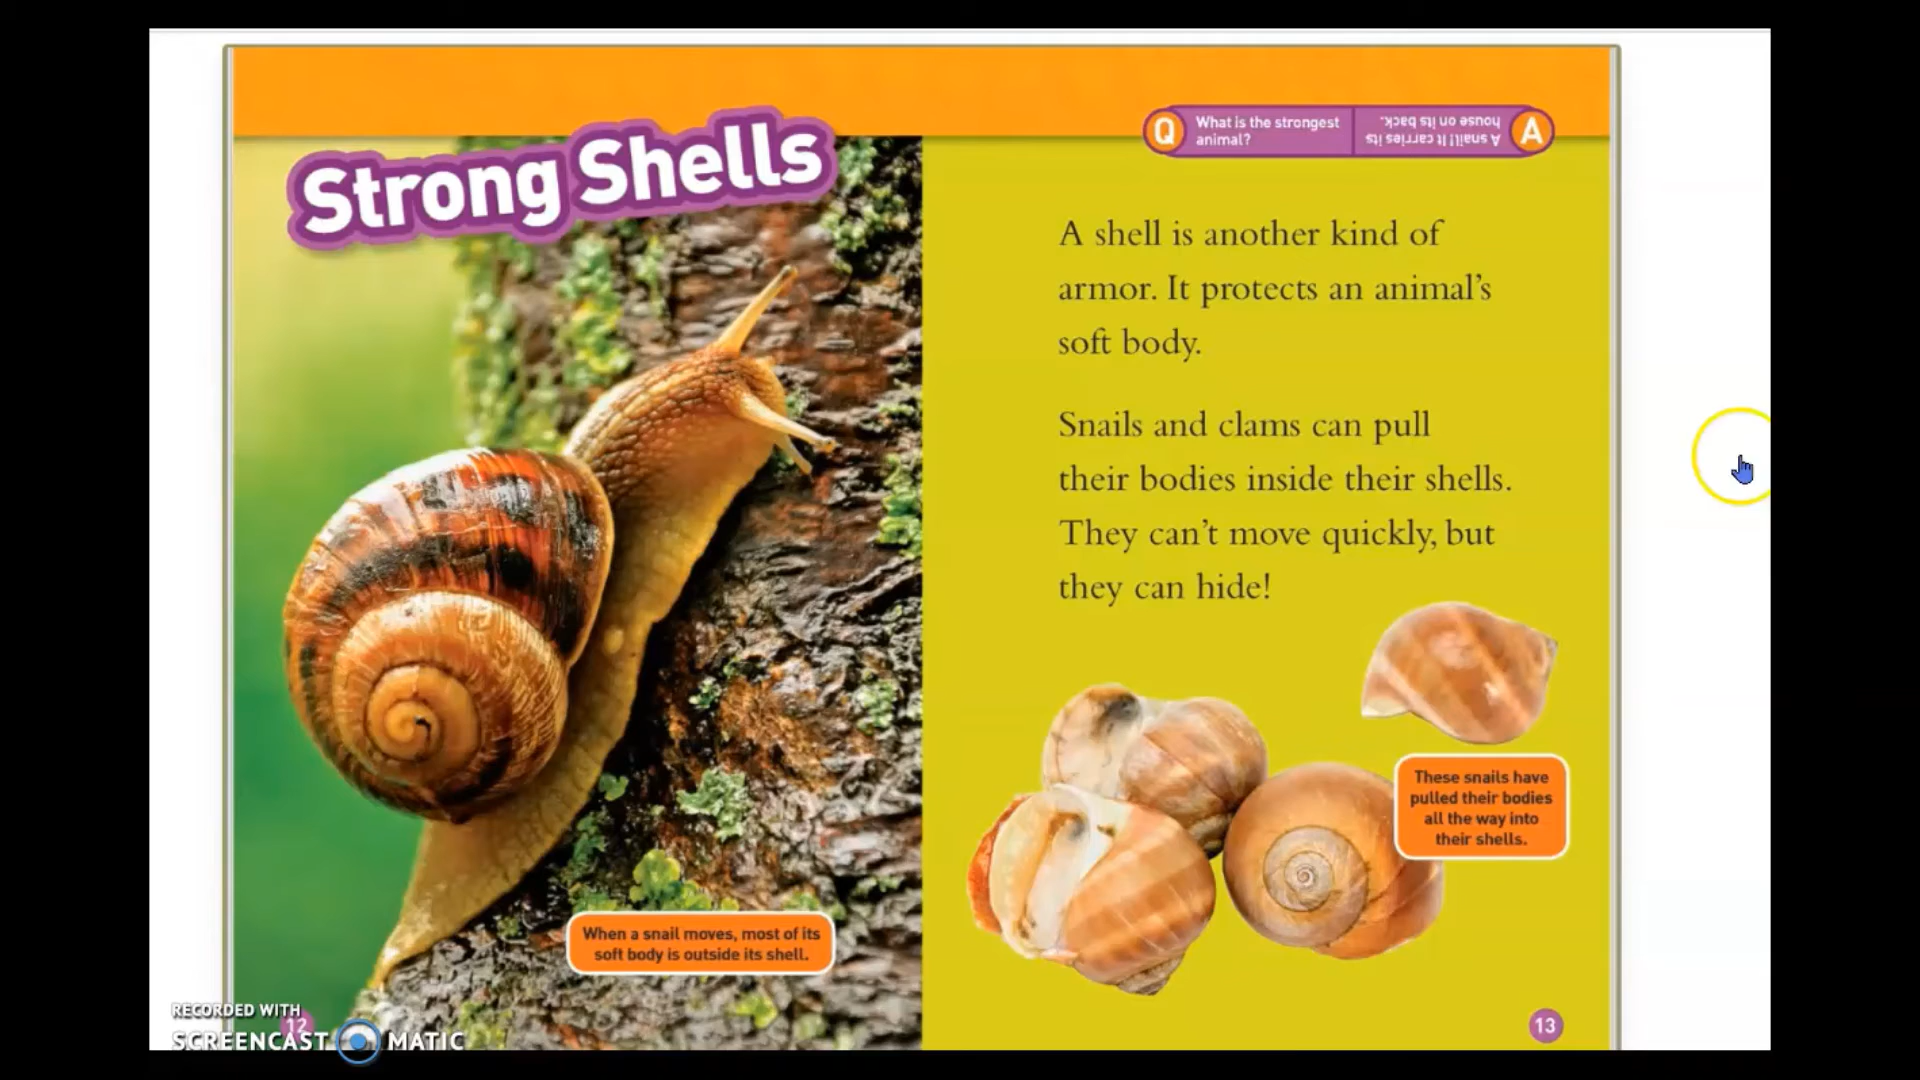 Strong Shells
Q
What is the strongest
animal?
A snail! It carries its
house on its back.
A
A shell is another kind of
armor. It protects an animal's
soft body.
Snails and clams can pull
their bodies inside their shells.
They can't move quickly, but
they can hide!
These snails have
pulled their bodies
all the way into
their shells.
When a snail moves, most of its
soft body is outside its shell.
12
13
RECORDED WITH
SCREENCAST MATIC